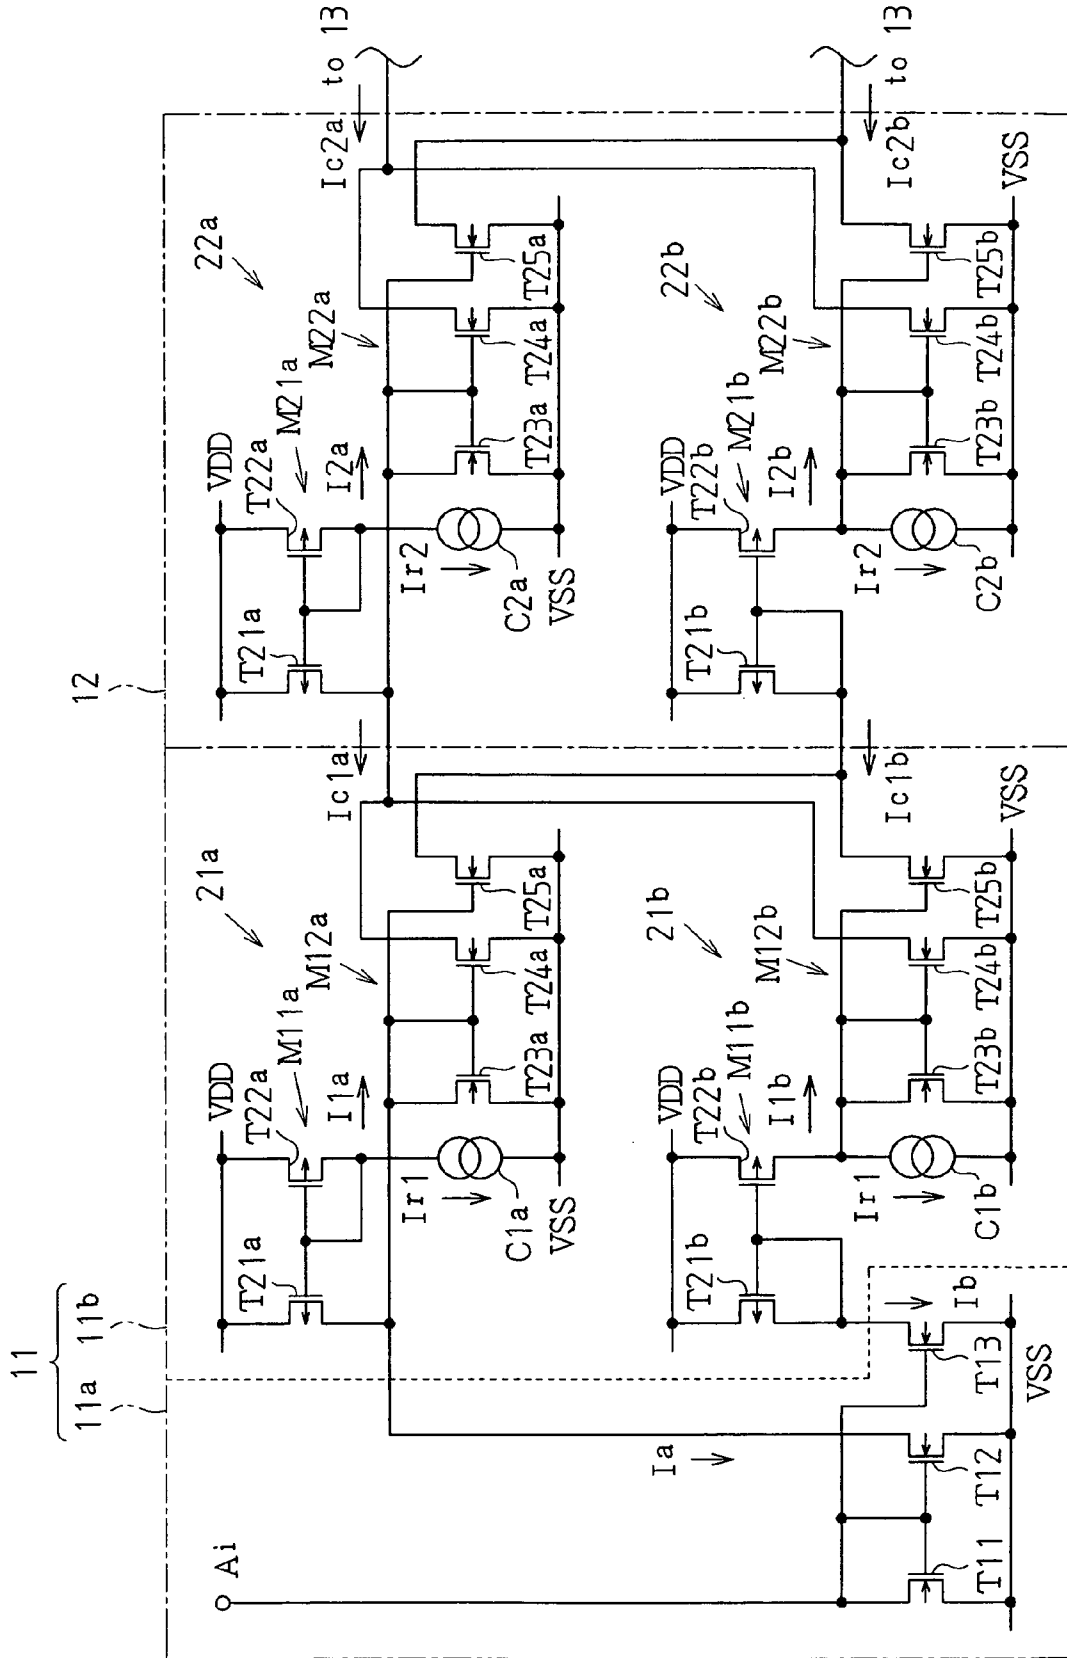 11
11a
11b
12
Ai
T11
T12
T13
VSS
Ia
Ib
21a
VDD
T21a
T22a
M11a
I1a
M12a
Ir1
C1a
VSS
T23a
T24a
T25a
Ic1a
21b
VDD
T21b
T22b
M11b
I1b
M12b
Ir1
C1b
T23b
T24b
T25b
VSS
Ic1b
22a
VDD
T21a
T22a
M21a
I2a
M22a
Ir2
C2a
VSS
T23a
T24a
T25a
Ic2a
to 13
22b
VDD
T21b
T22b
M21b
I2b
M22b
Ir2
C2b
T23b
T24b
T25b
VSS
Ic2b
to 13